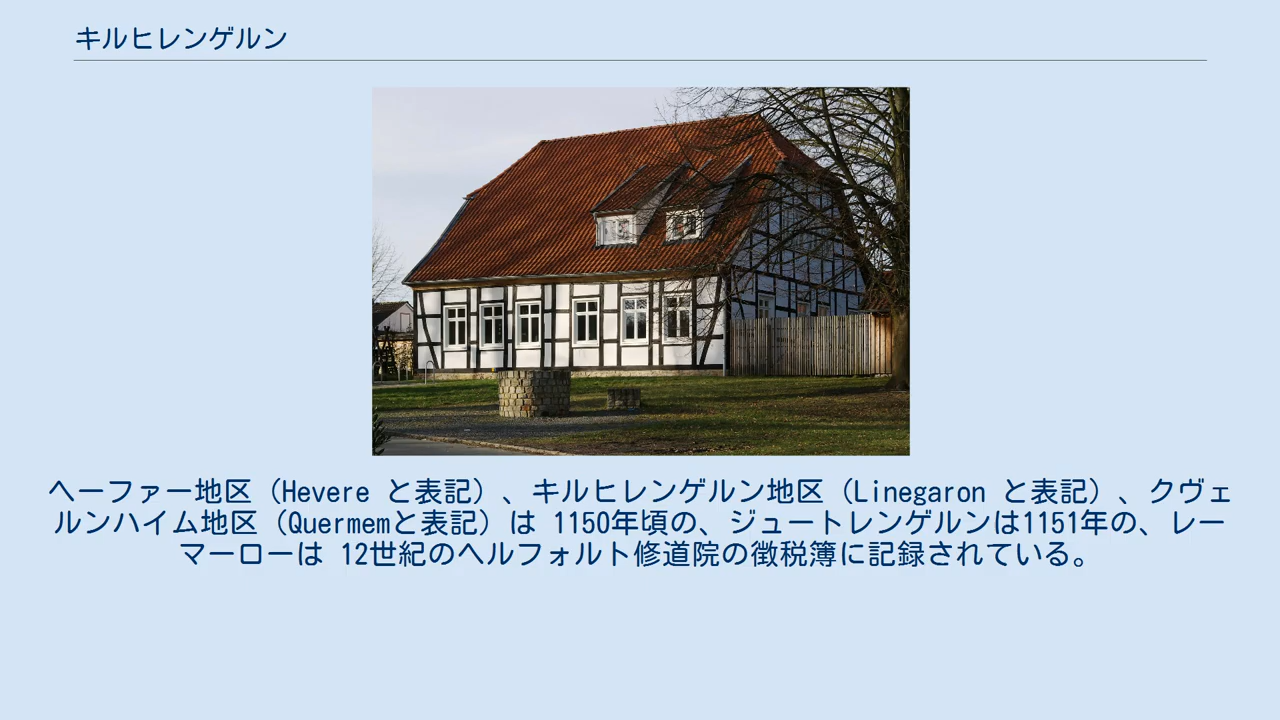 キルヒレンゲルン
ヘーファー地区（Hevere と表記）、キルヒレンゲルン地区（Linegaron と表記）、クヴェ
ルンハイム地区（Quermemと表記）は 1150年頃の、ジュートレンゲルンは1151年の、レー
マーローは 12世紀のヘルフォルト修道院の徴税簿に記録されている。